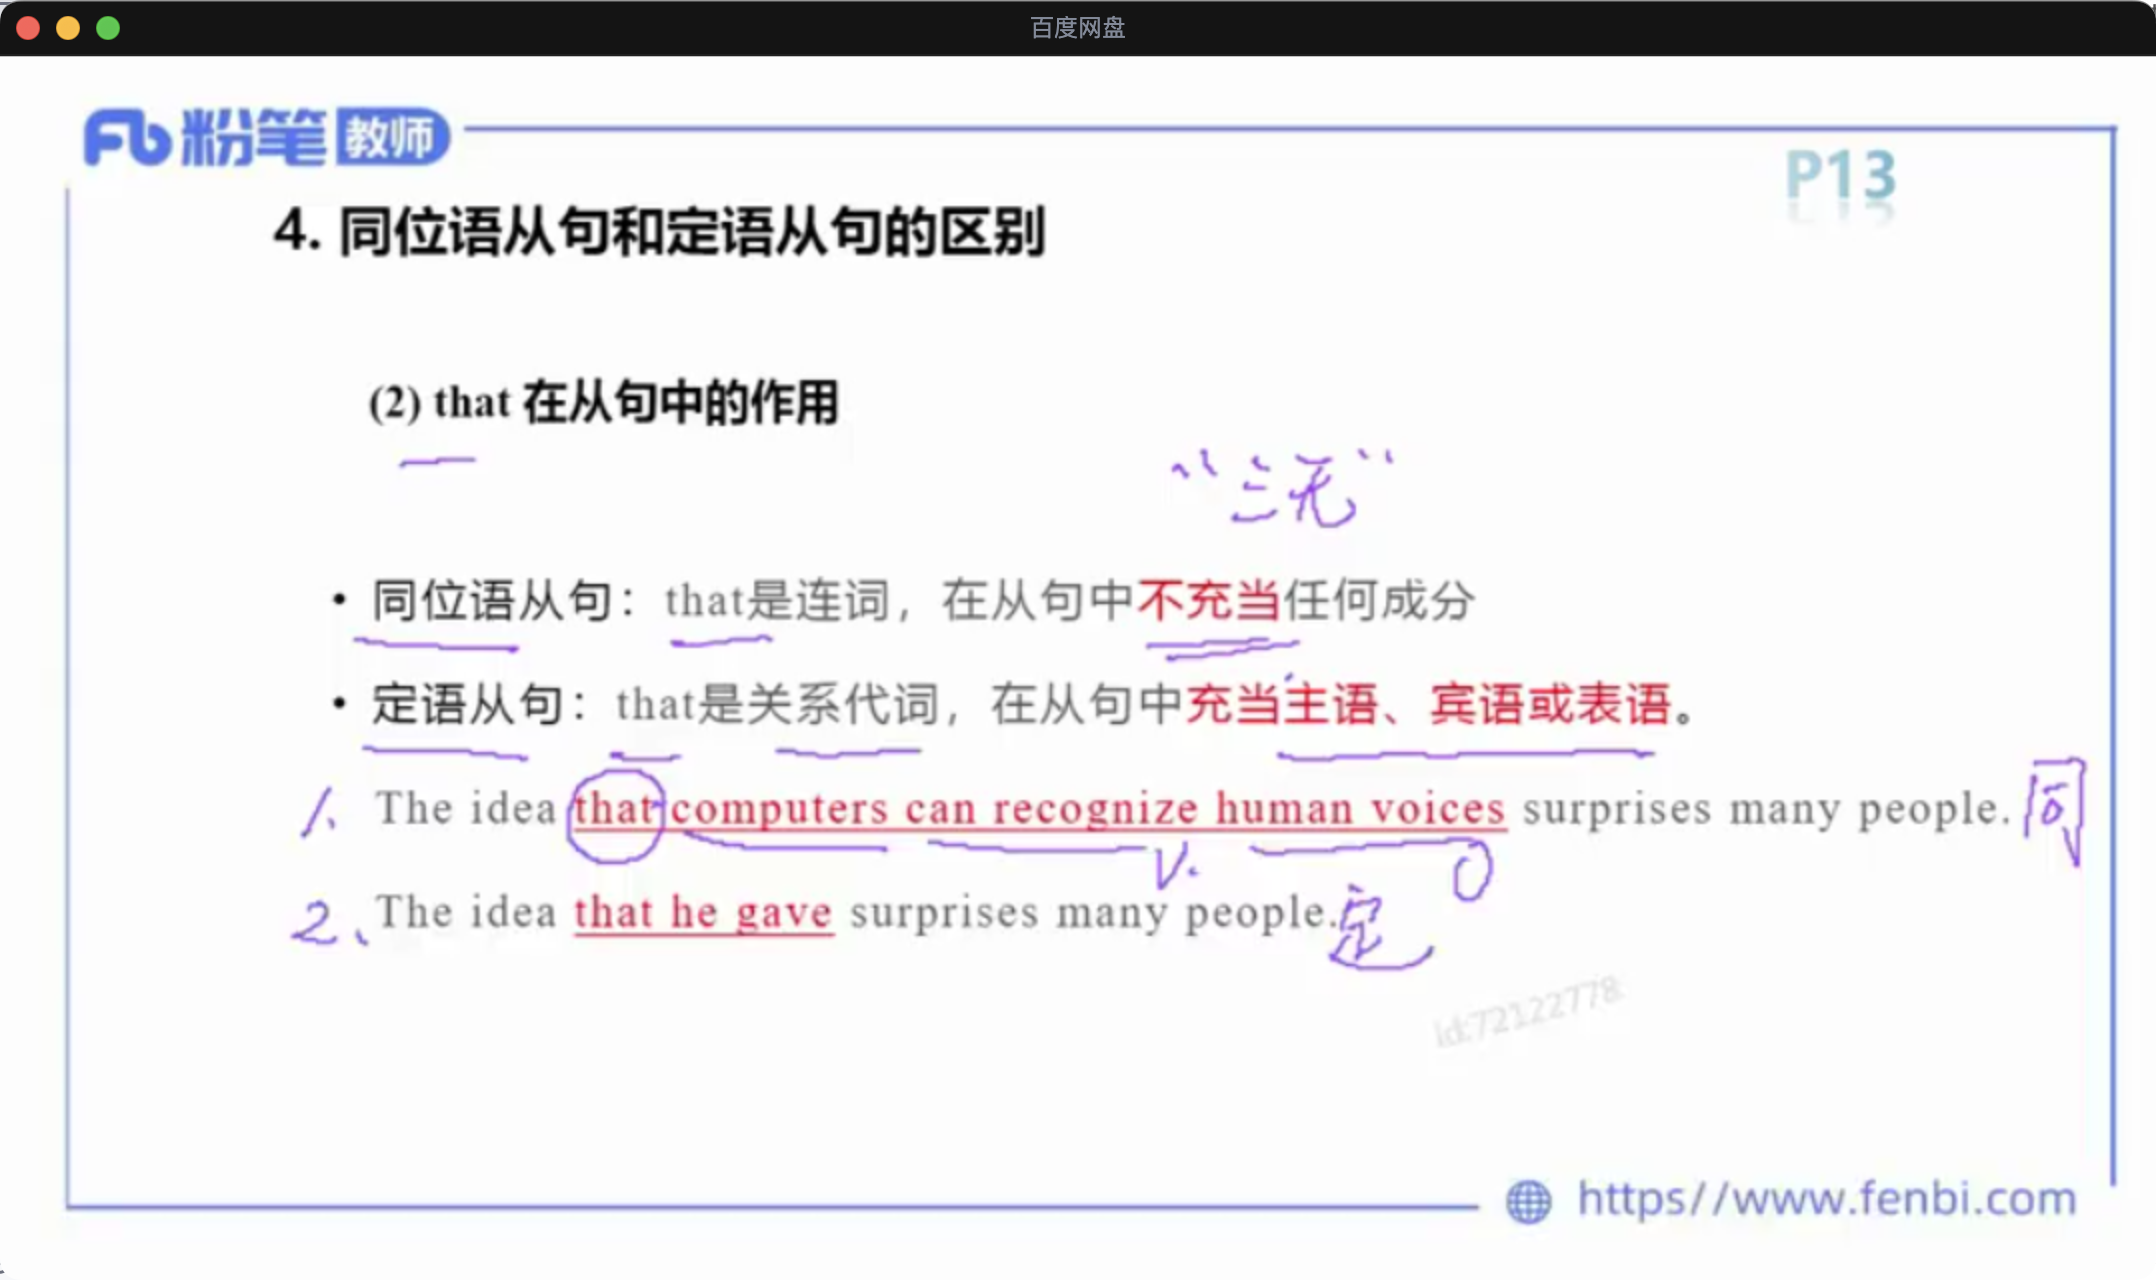 百度网盘
粉笔 教师
P13
4. 同位语从句和定语从句的区别
(2) that 在从句中的作用
“三无”
• 同位语从句：that是连词，在从句中不充当任何成分
• 定语从句：that是关系代词，在从句中充当主语、宾语或表语。
1. The idea that computers can recognize human voices surprises many people. 同
V. O
2、The idea that he gave surprises many people. 定
id:72122778
https//www.fenbi.com